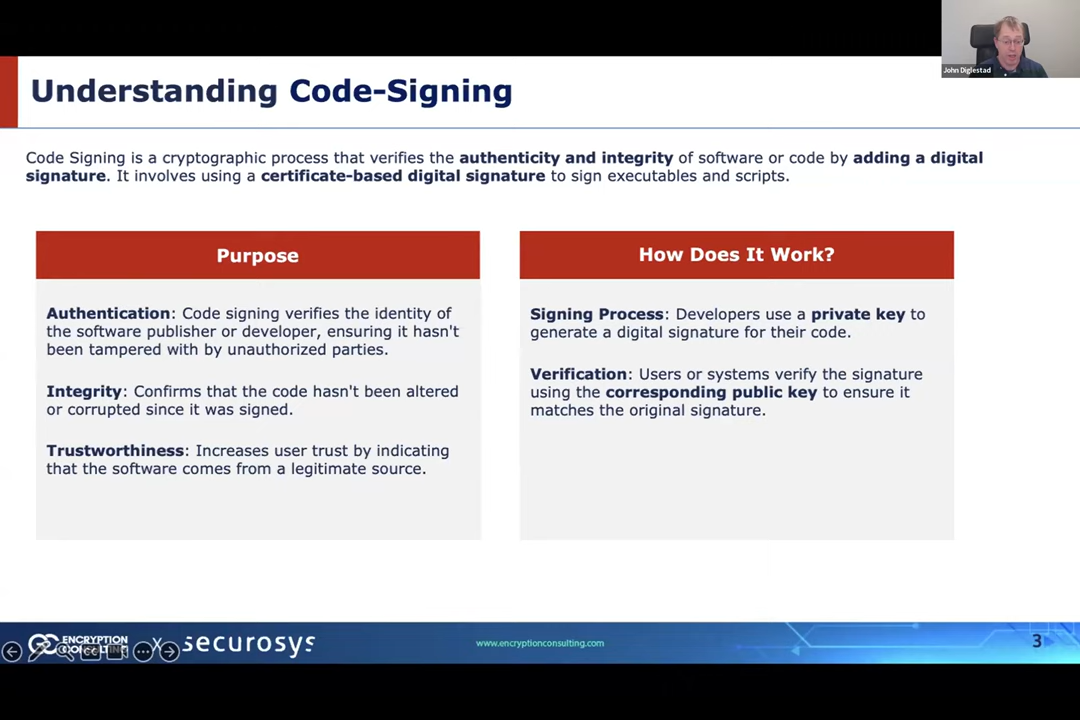 John Diglestad
Understanding Code-Signing
Code Signing is a cryptographic process that verifies the authenticity and integrity of software or code by adding a digital
signature. It involves using a certificate-based digital signature to sign executables and scripts.
Purpose
Authentication: Code signing verifies the identity of
the software publisher or developer, ensuring it hasn't
been tampered with by unauthorized parties.
Integrity: Confirms that the code hasn't been altered
or corrupted since it was signed.
Trustworthiness: Increases user trust by indicating
that the software comes from a legitimate source.
How Does It Work?
Signing Process: Developers use a private key to
generate a digital signature for their code.
Verification: Users or systems verify the signature
using the corresponding public key to ensure it
matches the original signature.
ENCRYPTION
CONSULTING
X
securosys
www.encryptionconsulting.com
3